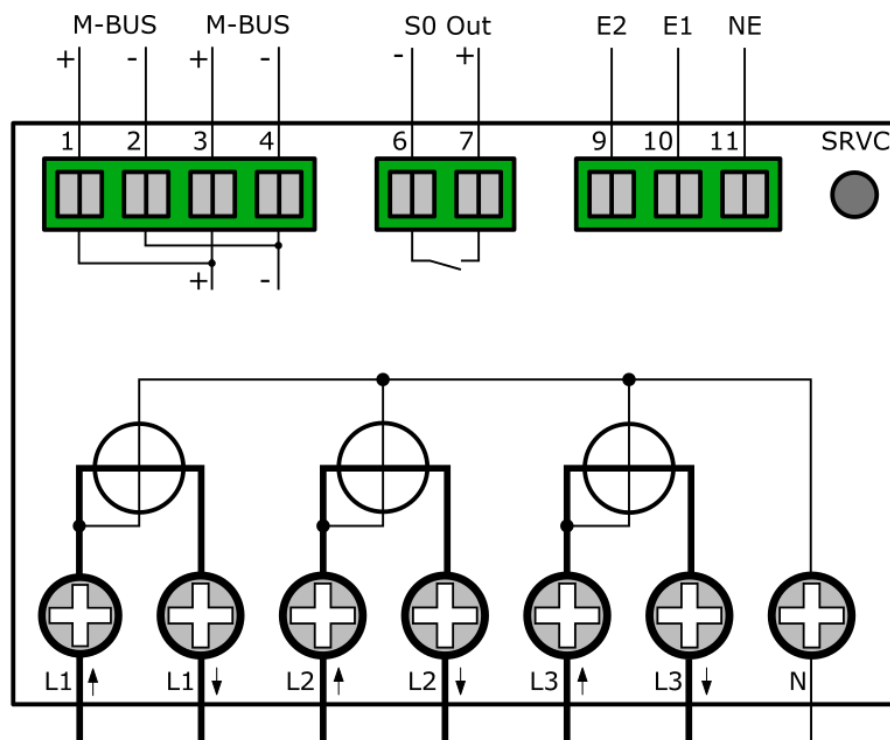 M-BUS M-BUS S0 Out E2 E1 NE
+ - + - - +
1 2 3 4 6 7 9 10 11 SRVC
+ -
L1 L1 L2 L2 L3 L3 N